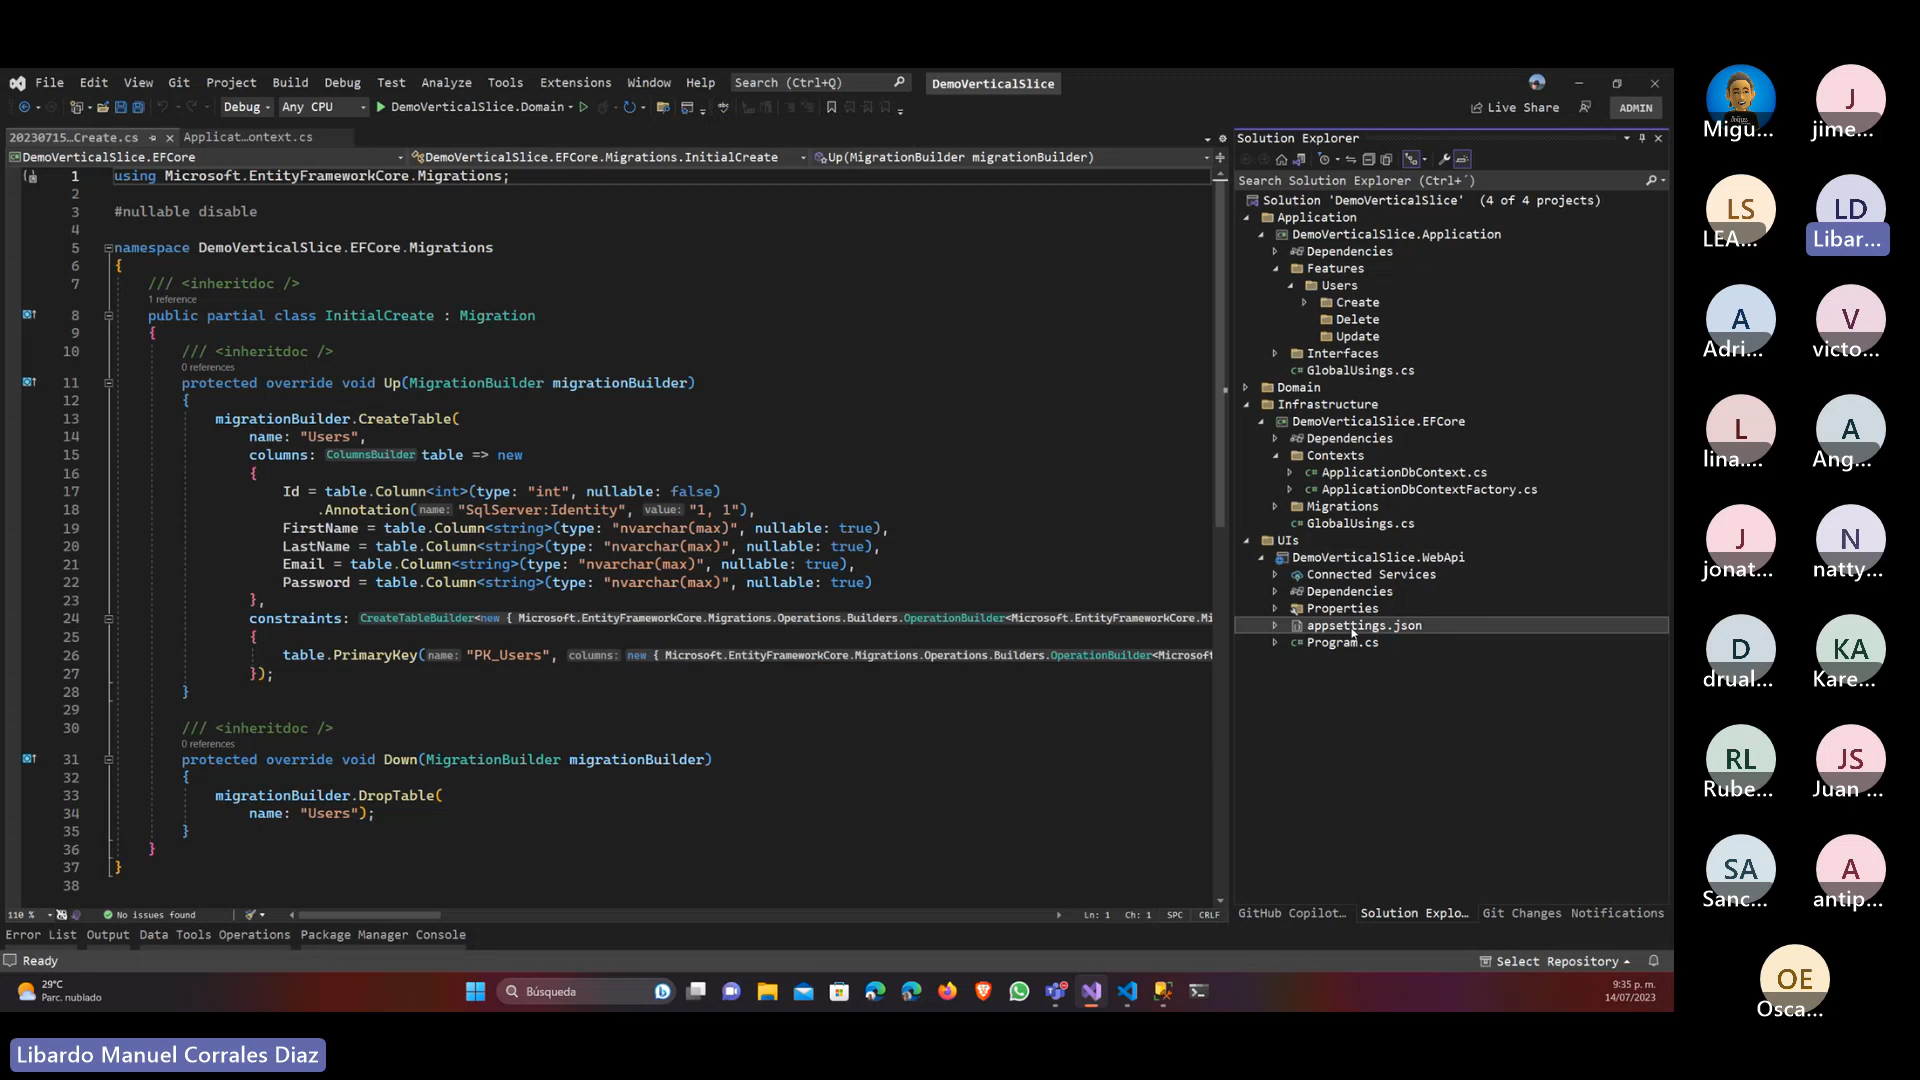 File Edit View Git Project Build Debug Test Analyze Tools Extensions Window Help Search (Ctrl+Q) DemoVerticalSlice
Debug Any CPU DemoVerticalSlice.Domain Live Share ADMIN
20230715...Create.cs Applicat...ontext.cs
DemoVerticalSlice.EFCore DemoVerticalSlice.EFCore.Migrations.InitialCreate Up(MigrationBuilder migrationBuilder)
1 using Microsoft.EntityFrameworkCore.Migrations;
2
3 #nullable disable
4
5 namespace DemoVerticalSlice.EFCore.Migrations
6 {
7 /// <inheritdoc />
1 reference
8 public partial class InitialCreate : Migration
9 {
10 /// <inheritdoc />
0 references
11 protected override void Up(MigrationBuilder migrationBuilder)
12 {
13 migrationBuilder.CreateTable(
14 name: "Users",
15 columns: ColumnsBuilder table => new
16 {
17 Id = table.Column<int>(type: "int", nullable: false)
18 .Annotation(name: "SqlServer:Identity", value: "1, 1"),
19 FirstName = table.Column<string>(type: "nvarchar(max)", nullable: true),
20 LastName = table.Column<string>(type: "nvarchar(max)", nullable: true),
21 Email = table.Column<string>(type: "nvarchar(max)", nullable: true),
22 Password = table.Column<string>(type: "nvarchar(max)", nullable: true)
23 },
24 constraints: CreateTableBuilder<new { Microsoft.EntityFrameworkCore.Migrations.Operations.Builders.OperationBuilder<Microsoft.EntityFrameworkCore.Mi
25 {
26 table.PrimaryKey(name: "PK_Users", columns: new { Microsoft.EntityFrameworkCore.Migrations.Operations.Builders.OperationBuilder<Microsoft
27 });
28 }
29
30 /// <inheritdoc />
0 references
31 protected override void Down(MigrationBuilder migrationBuilder)
32 {
33 migrationBuilder.DropTable(
34 name: "Users");
35 }
36 }
37 }
38
110 % No issues found Ln: 1 Ch: 1 SPC CRLF
Error List Output Data Tools Operations Package Manager Console
Ready Select Repository
Solution Explorer
Search Solution Explorer (Ctrl+´)
Solution 'DemoVerticalSlice' (4 of 4 projects)
Application
DemoVerticalSlice.Application
Dependencies
Features
Users
Create
Delete
Update
Interfaces
GlobalUsings.cs
Domain
Infrastructure
DemoVerticalSlice.EFCore
Dependencies
Contexts
ApplicationDbContext.cs
ApplicationDbContextFactory.cs
Migrations
GlobalUsings.cs
UIs
DemoVerticalSlice.WebApi
Connected Services
Dependencies
Properties
appsettings.json
Program.cs
GitHub Copilot... Solution Explo... Git Changes Notifications
29°C
Parc. nublado
Búsqueda
9:35 p. m.
14/07/2023
Migu... J jime...
LS LEA... LD Libar...
A Adri... V victo...
L lina.... A Ang...
J jonat... N natty...
D drual... KA Kare...
RL Rube... JS Juan ...
SA Sanc... A antip...
OE Osca...
Libardo Manuel Corrales Diaz